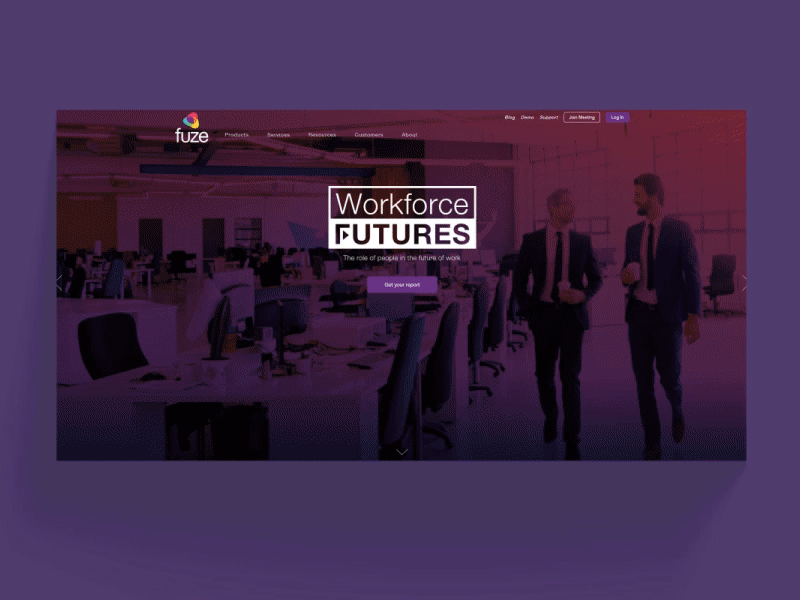 Blog Demo Support Join Meeting Log In
fuze
Products Services Resources Customers About
Workforce
FUTURES
The role of people in the future of work
Get your report